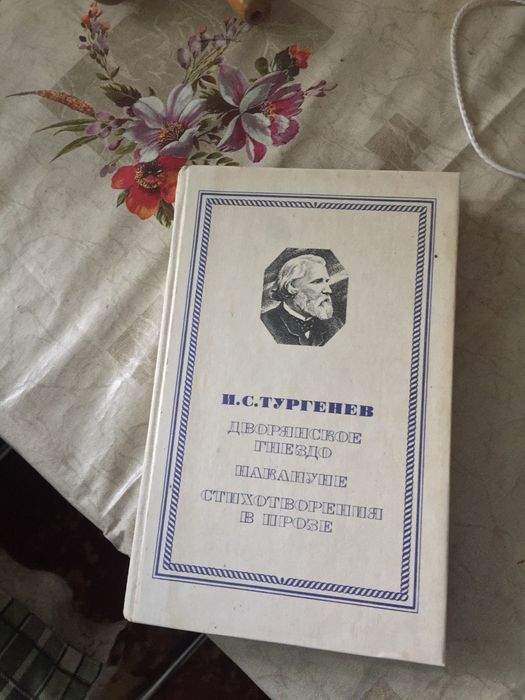 И.С.ТУРГЕНЕВ
ДВОРЯНСКОЕ
ГНЕЗДО
НАКАНУНЕ
СТИХОТВОРЕНИЯ
В ПРОЗЕ